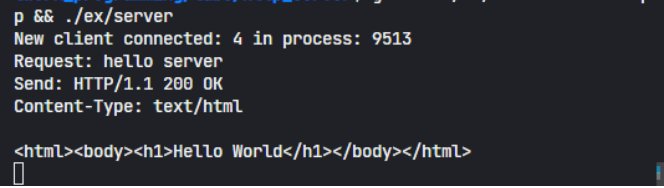 p && ./ex/server
New client connected: 4 in process: 9513
Request: hello server
Send: HTTP/1.1 200 OK
Content-Type: text/html
<html><body><h1>Hello World</h1></body></html>